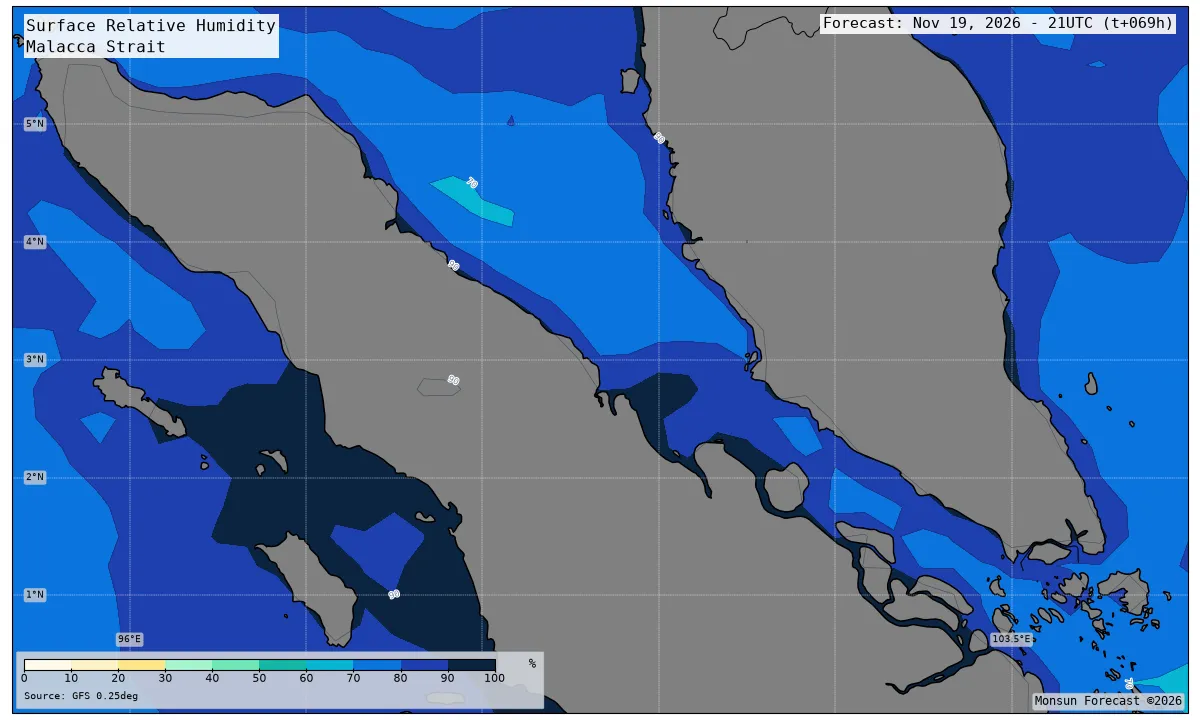 Surface Relative Humidity
Malacca Strait
Forecast: Nov 19, 2026 - 21UTC (t+069h)
5°N
90
70
4°N
90
3°N
90
2°N
1°N
90
96°E
103.5°E
%
0 10 20 30 40 50 60 70 80 90 100
Source: GFS 0.25deg
70
Monsun Forecast ©2026